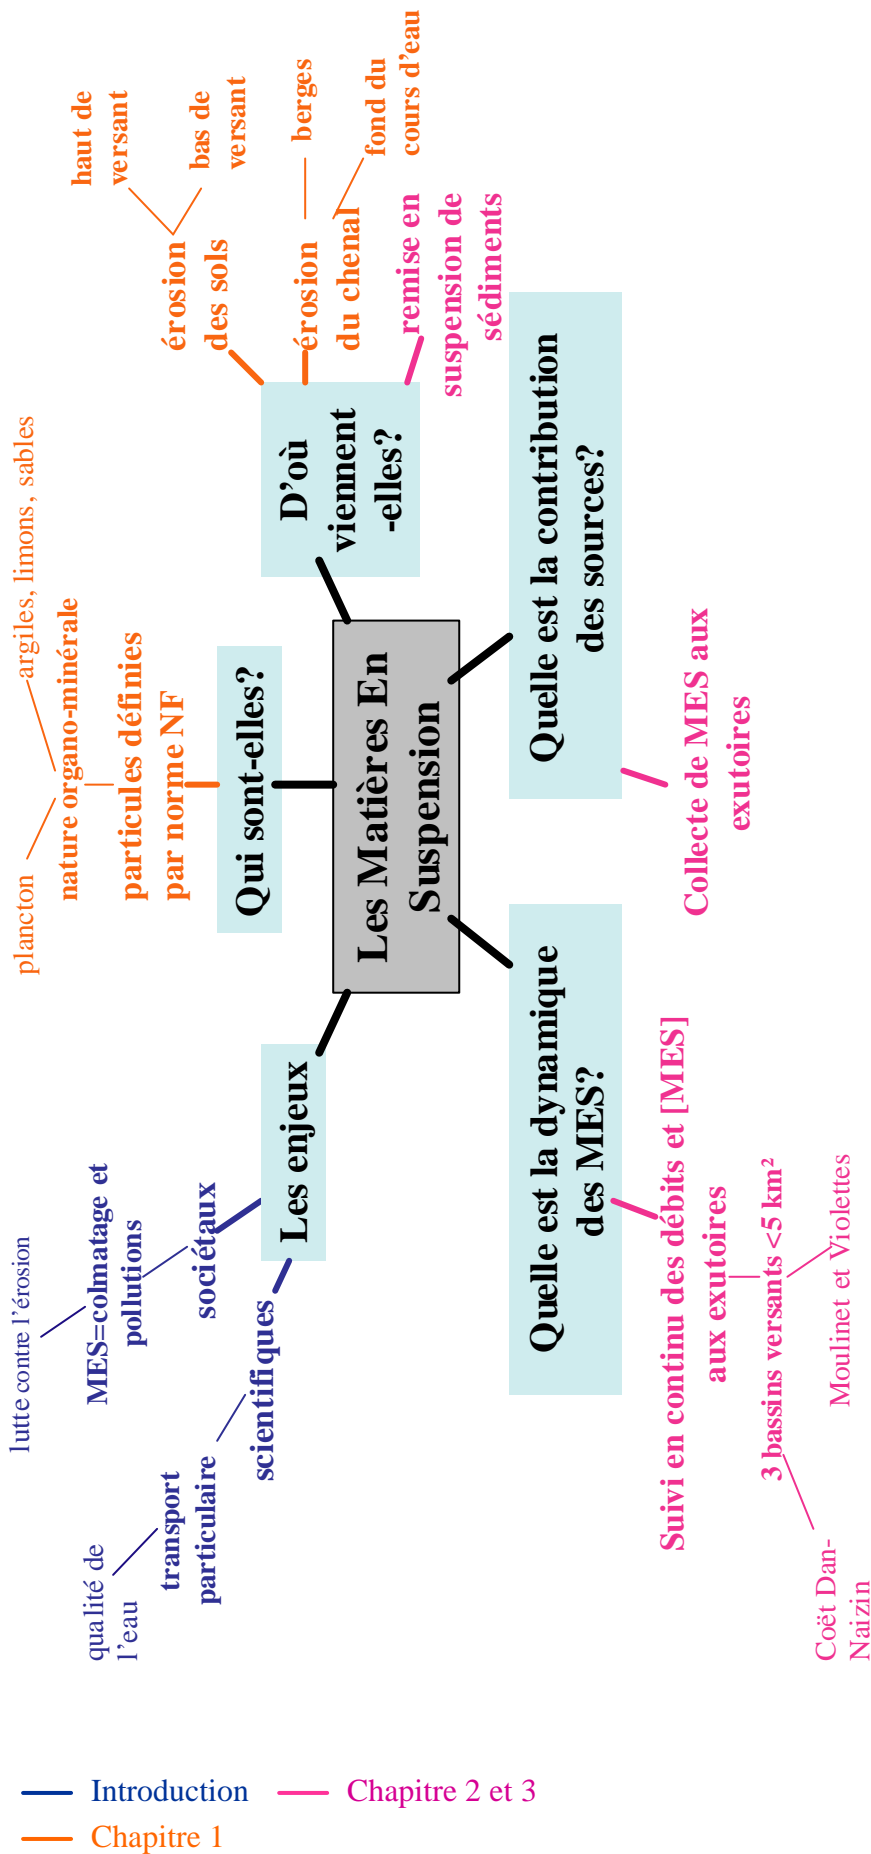 lutte contre l'érosion
MES=colmatage et
pollutions
sociétaux
qualité de
l'eau
transport
particulaire
scientifiques
Les enjeux
plancton
argiles, limons, sables
nature organo-minérale
particules définies
par norme NF
Qui sont-elles?
haut de
versant
bas de
versant
érosion
des sols
berges
fond du
cours d'eau
érosion
du chenal
remise en
suspension de
sédiments
D'où
viennent
-elles?
Les Matières En
Suspension
Quelle est la dynamique
des MES?
Suivi en continu des débits et [MES]
aux exutoires
3 bassins versants <5 km²
Coët Dan-
Naizin
Moulinet et Violettes
Quelle est la contribution
des sources?
Collecte de MES aux
exutoires
Introduction
Chapitre 2 et 3
Chapitre 1